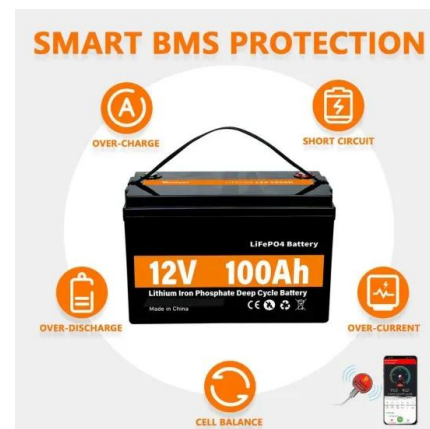 SMART BMS PROTECTION
A
OVER-CHARGE
SHORT CIRCUIT
LiFePO4 Battery
12V 100Ah
Lithium Iron Phosphate Deep Cycle Battery
Made in China
CE
OVER-DISCHARGE
OVER-CURRENT
CELL BALANCE